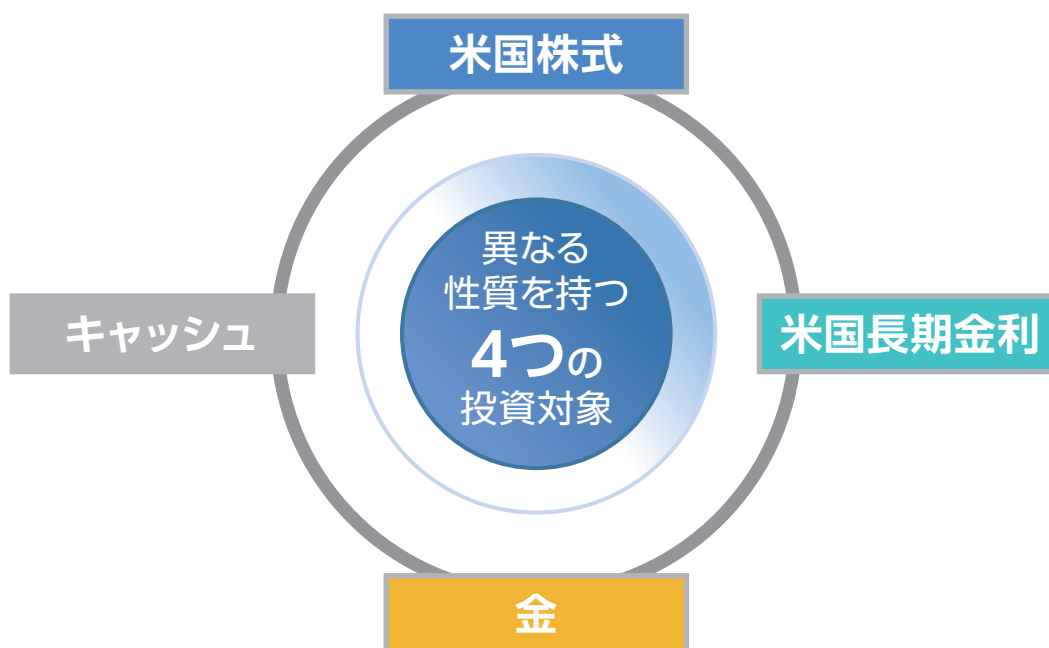 米国株式
異なる
性質を持つ
4つの
投資対象
キャッシュ
米国長期金利
金